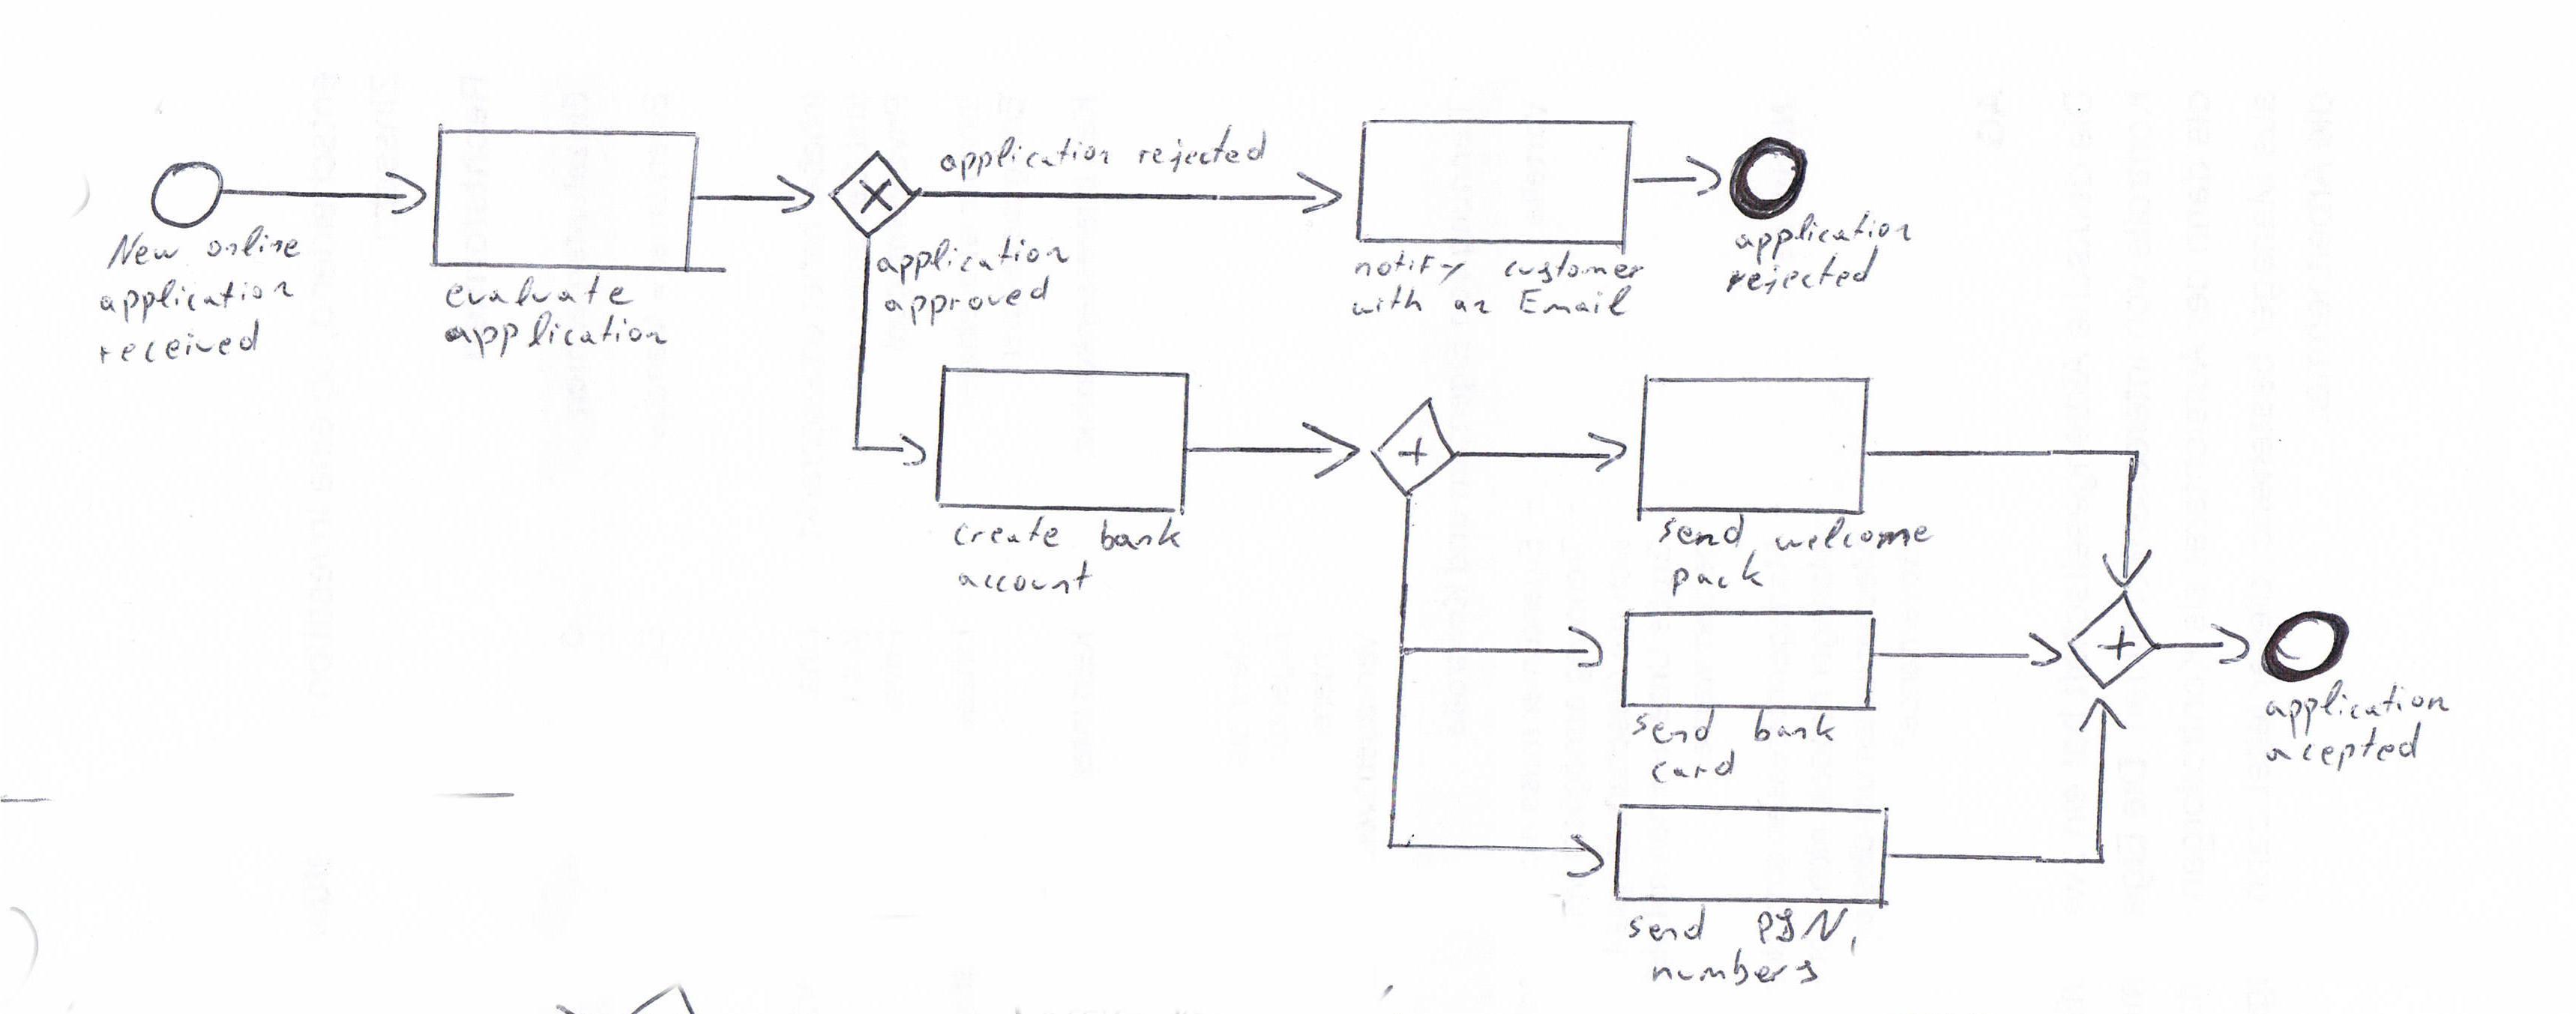 New online
application
received
evaluate
application
application rejected
application
approved
notify customer
with an Email
application
rejected
create bank
account
send welcome
pack
send bank
card
send PIN,
numbers
application
acepted